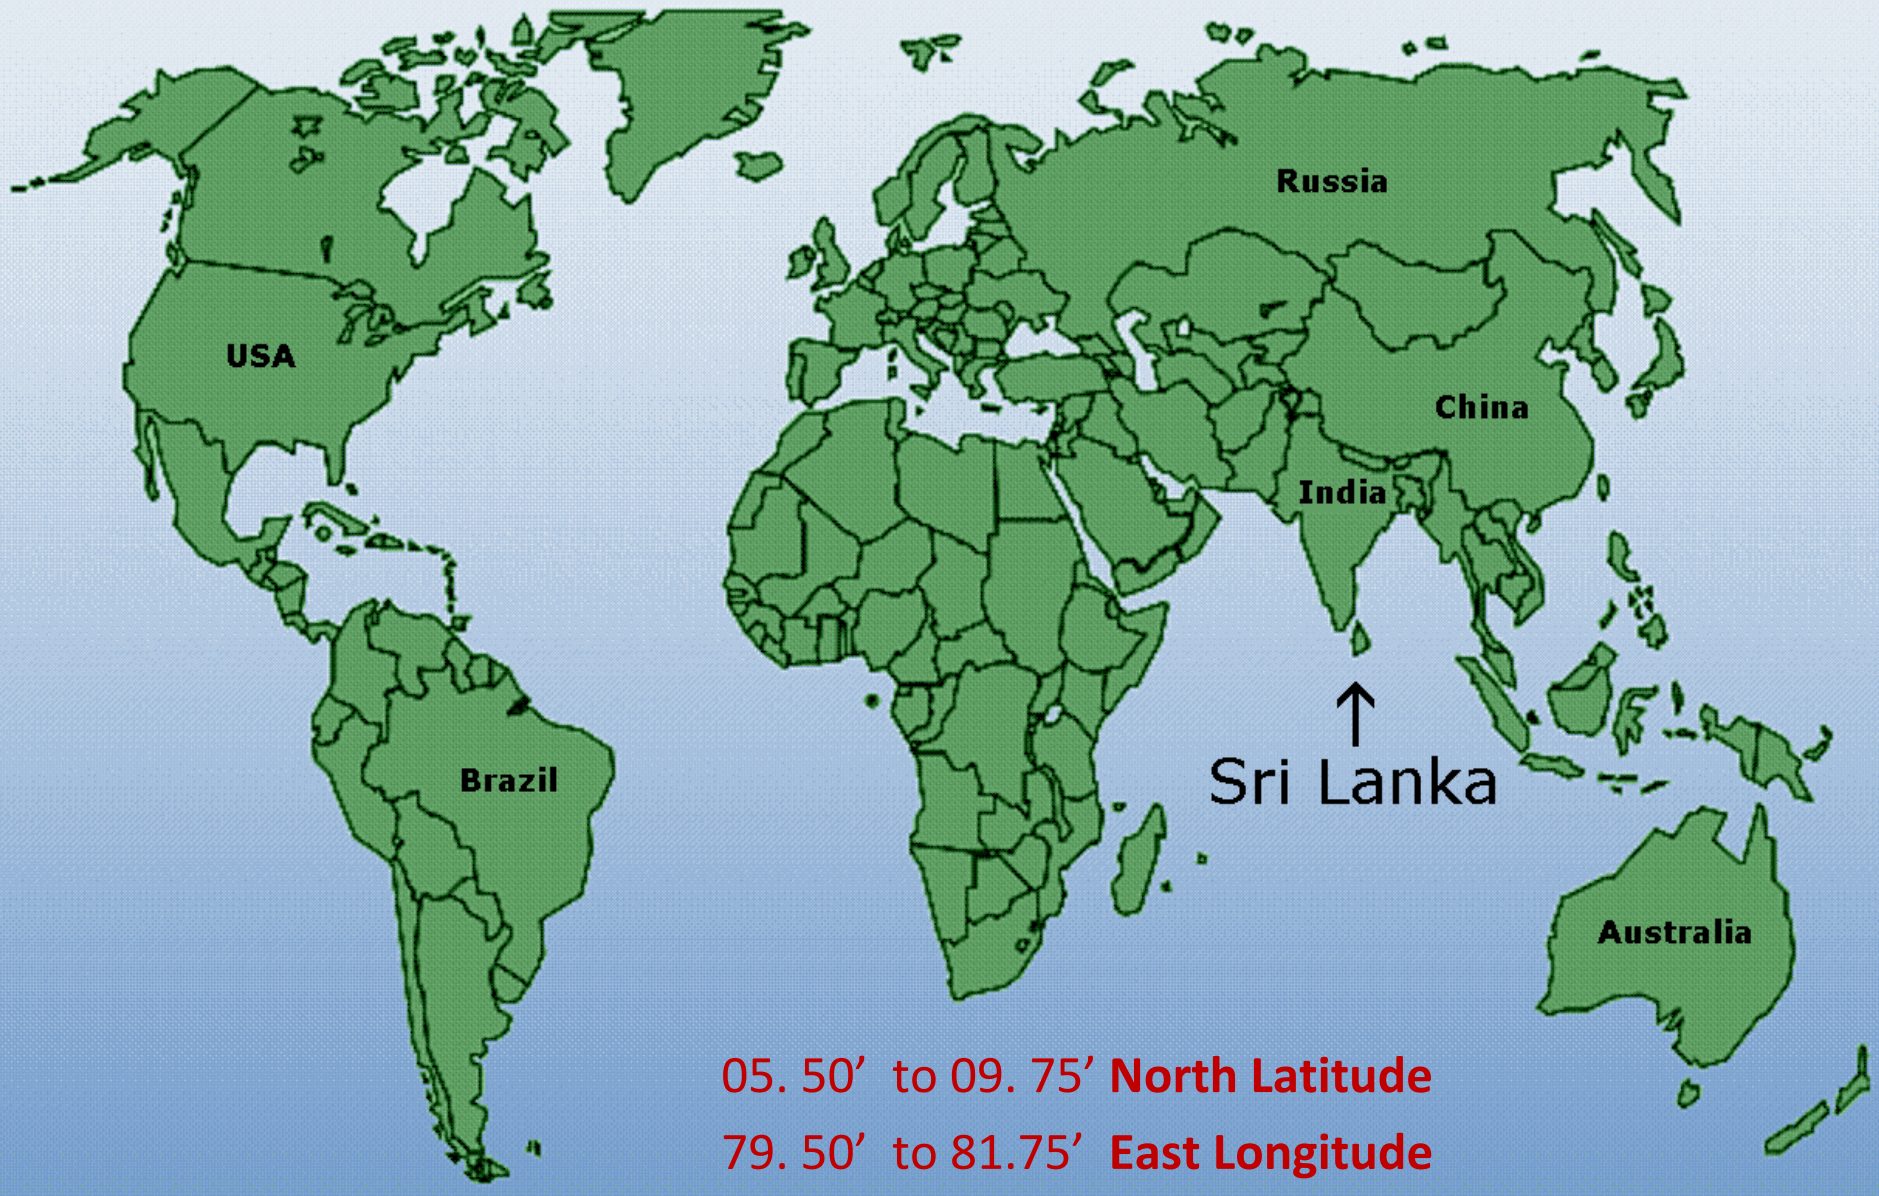 Russia
USA
China
India
Sri Lanka
Brazil
Australia
05. 50’ to 09. 75’ North Latitude
79. 50’ to 81.75’ East Longitude